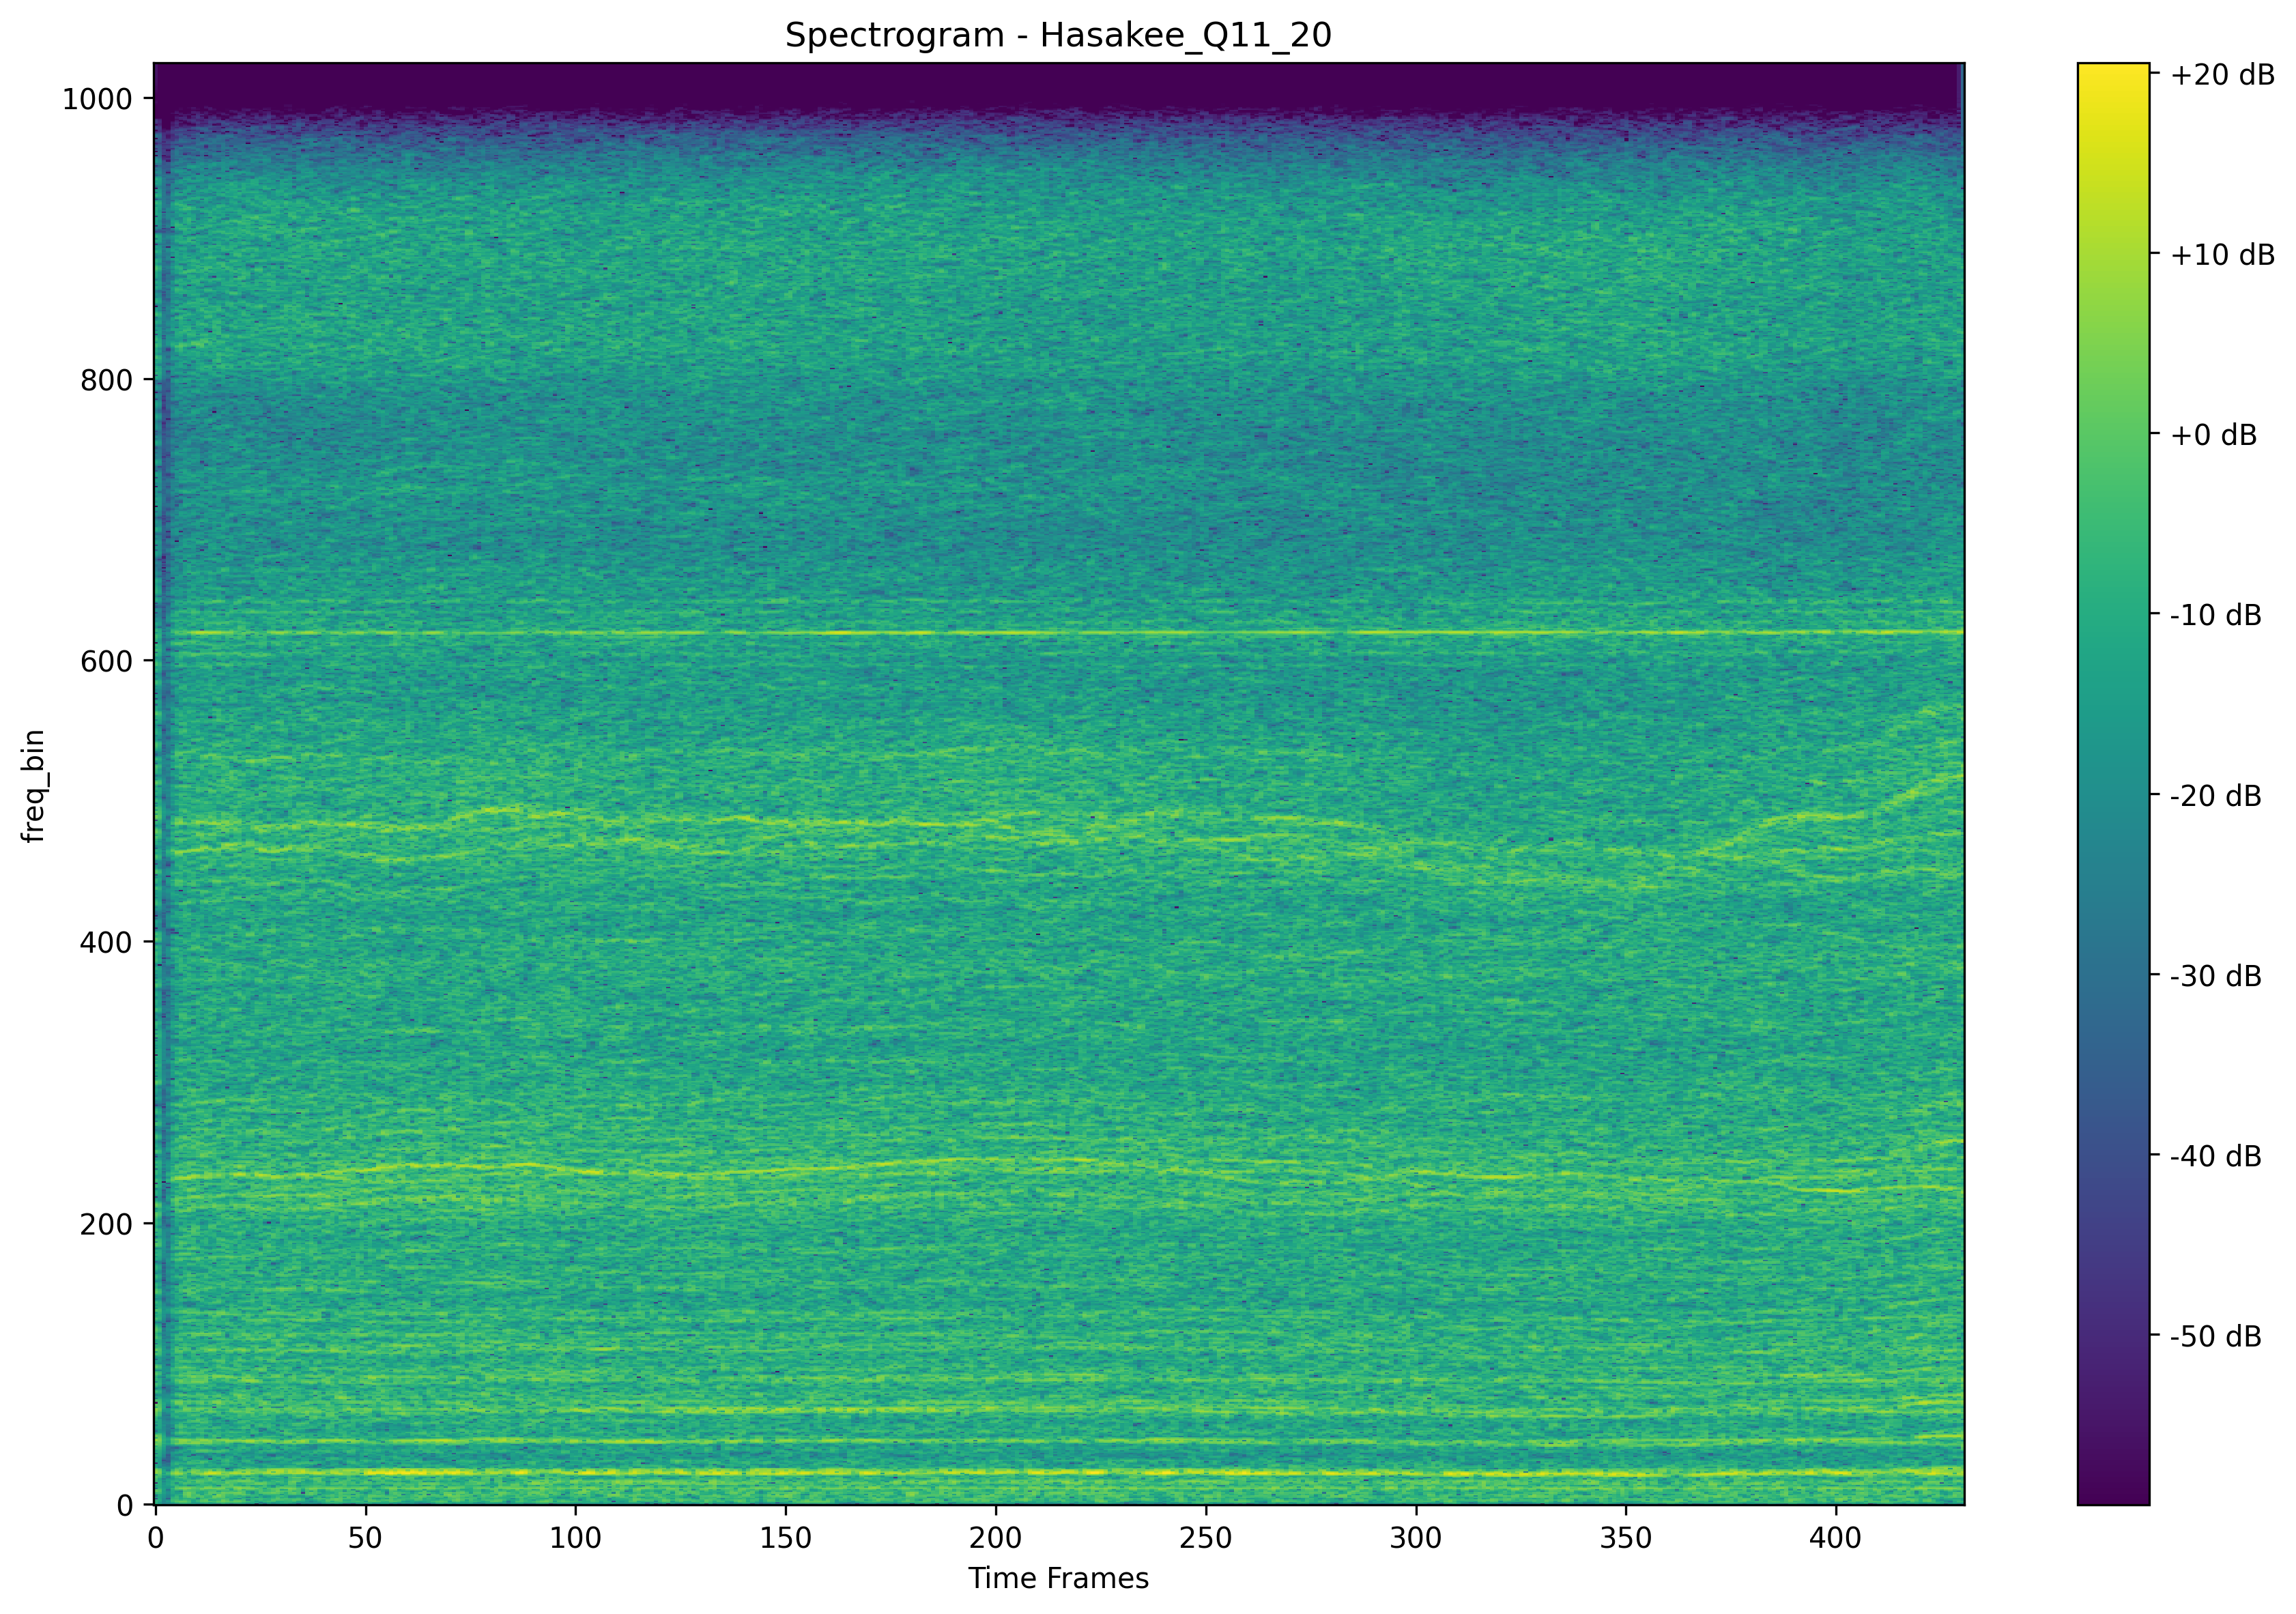 Spectrogram - Hasakee_Q11_20
1000
800
600
400
200
0
freq_bin
0 50 100 150 200 250 300 350 400
Time Frames
+20 dB
+10 dB
+0 dB
-10 dB
-20 dB
-30 dB
-40 dB
-50 dB